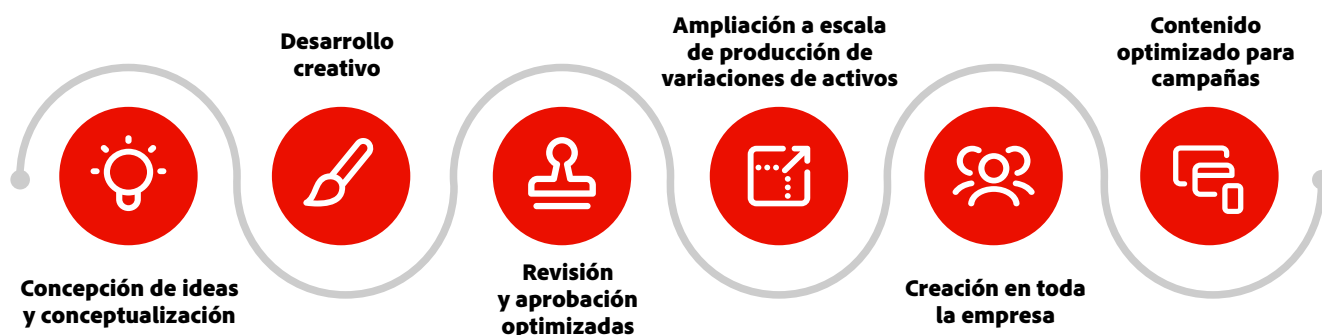 Concepción de ideas
y conceptualización
Desarrollo
creativo
Revisión
y aprobación
optimizadas
Ampliación a escala
de producción de
variaciones de activos
Creación en toda
la empresa
Contenido
optimizado para
campañas